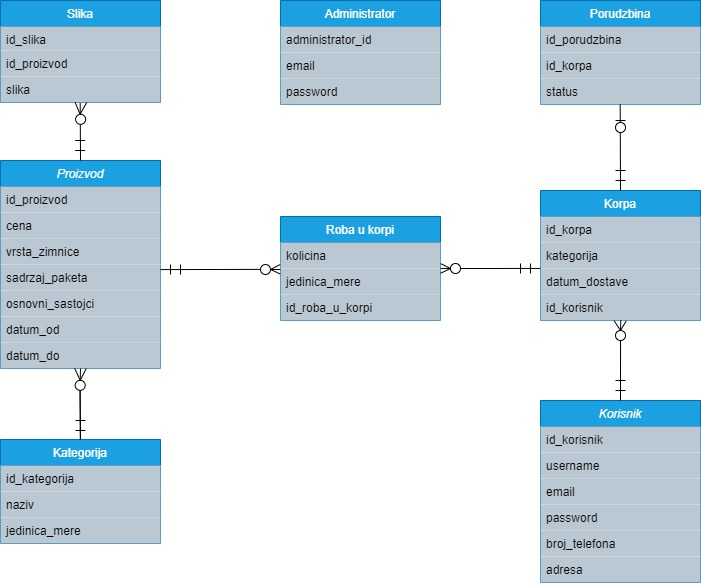 Slika
id_slika
id_proizvod
slika
Administrator
administrator_id
email
password
Porudzbina
id_porudzbina
id_korpa
status
Proizvod
id_proizvod
cena
vrsta_zimnice
sadrzaj_paketa
osnovni_sastojci
datum_od
datum_do
Roba u korpi
kolicina
jedinica_mere
id_roba_u_korpi
Korpa
id_korpa
kategorija
datum_dostave
id_korisnik
Kategorija
id_kategorija
naziv
jedinica_mere
Korisnik
id_korisnik
username
email
password
broj_telefona
adresa